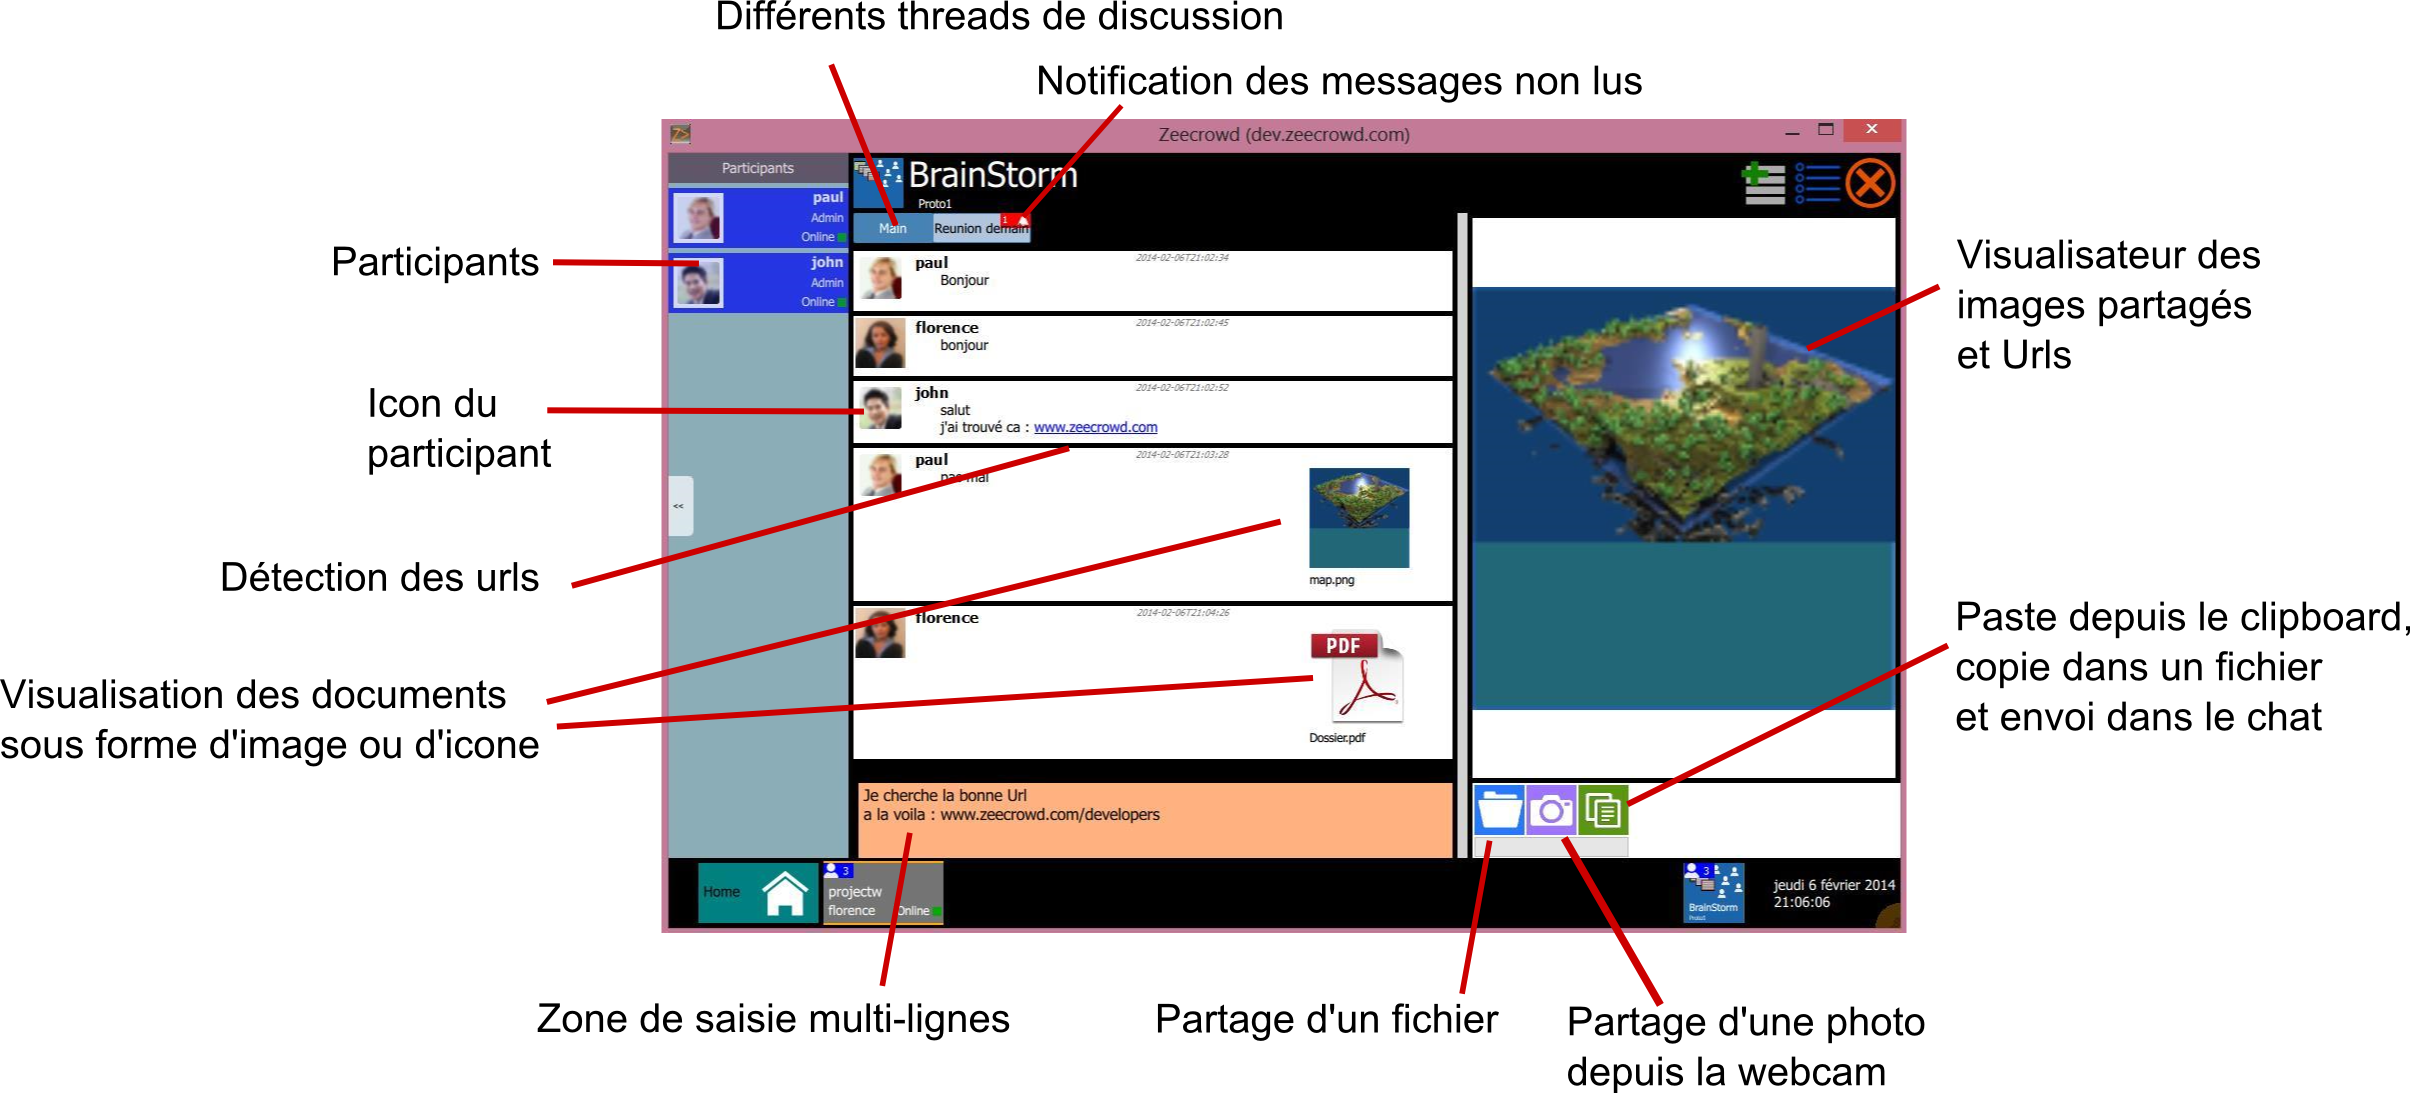 Différents threads de discussion
Notification des messages non lus
Zeecrowd (dev.zeecrowd.com)
Participants
paul
Admin
Online
john
Admin
Online
<<
BrainStorm
Proto1
Main
Reunion demain
1
paul
2014-02-06T21:02:34
Bonjour
florence
2014-02-06T21:02:45
bonjour
john
2014-02-06T21:02:52
salut
j'ai trouvé ca : www.zeecrowd.com
paul
2014-02-06T21:03:28
pas mal
map.png
florence
2014-02-06T21:04:26
PDF
Dossier.pdf
Je cherche la bonne Url
a la voila : www.zeecrowd.com/developers
Home
3
projectw
florence
Online
3
BrainStorm
Proto1
jeudi 6 février 2014
21:06:06
Participants
Icon du
participant
Détection des urls
Visualisation des documents
sous forme d'image ou d'icone
Visualisateur des
images partagés
et Urls
Paste depuis le clipboard,
copie dans un fichier
et envoi dans le chat
Zone de saisie multi-lignes
Partage d'un fichier
Partage d'une photo
depuis la webcam